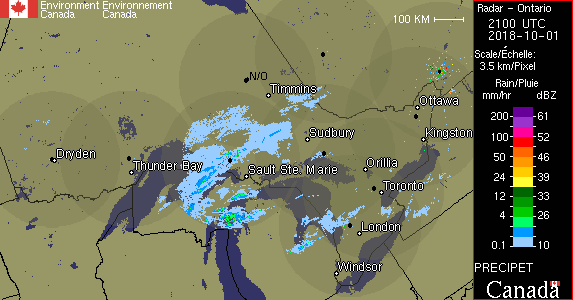 Environment Environnement
Canada Canada
100 KM
N/O
Timmins
Ottawa
Sudbury
Kingston
Dryden
Thunder Bay
Sault Ste. Marie
Orillia
Toronto
London
Windsor
Radar - Ontario
2100 UTC
2018-10-01
Scale/Échelle:
3.5 km/Pixel
Rain/Pluie
mm/hr dBZ
200 61
100 52
50 46
24 39
12 33
4 26
0.1 10
PRECIPET
Canada